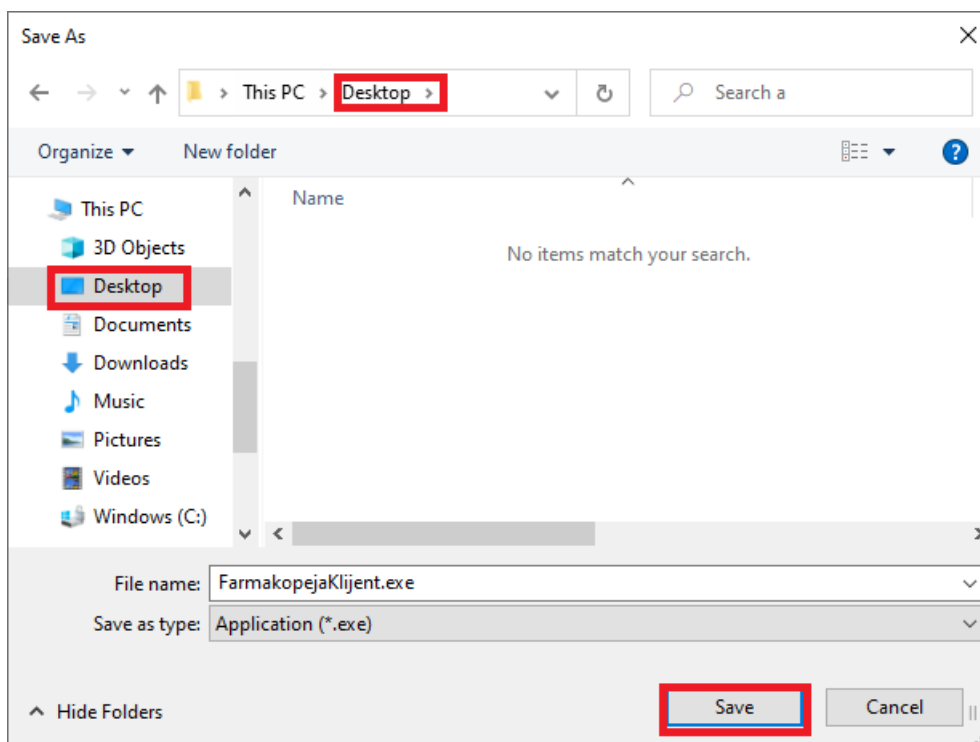 Save As
This PC > Desktop >
Search a
Organize
New folder
This PC
3D Objects
Desktop
Documents
Downloads
Music
Pictures
Videos
Windows (C:)
Name
No items match your search.
File name: FarmakopejaKlijent.exe
Save as type: Application (*.exe)
Hide Folders
Save
Cancel